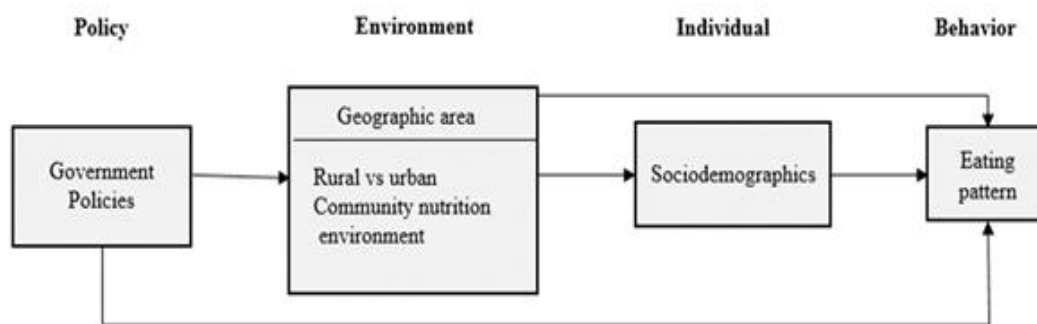 Policy
Environment
Individual
Behavior
Government
Policies
Geographic area
Rural vs urban
Community nutrition
environment
Sociodemographics
Eating
pattern